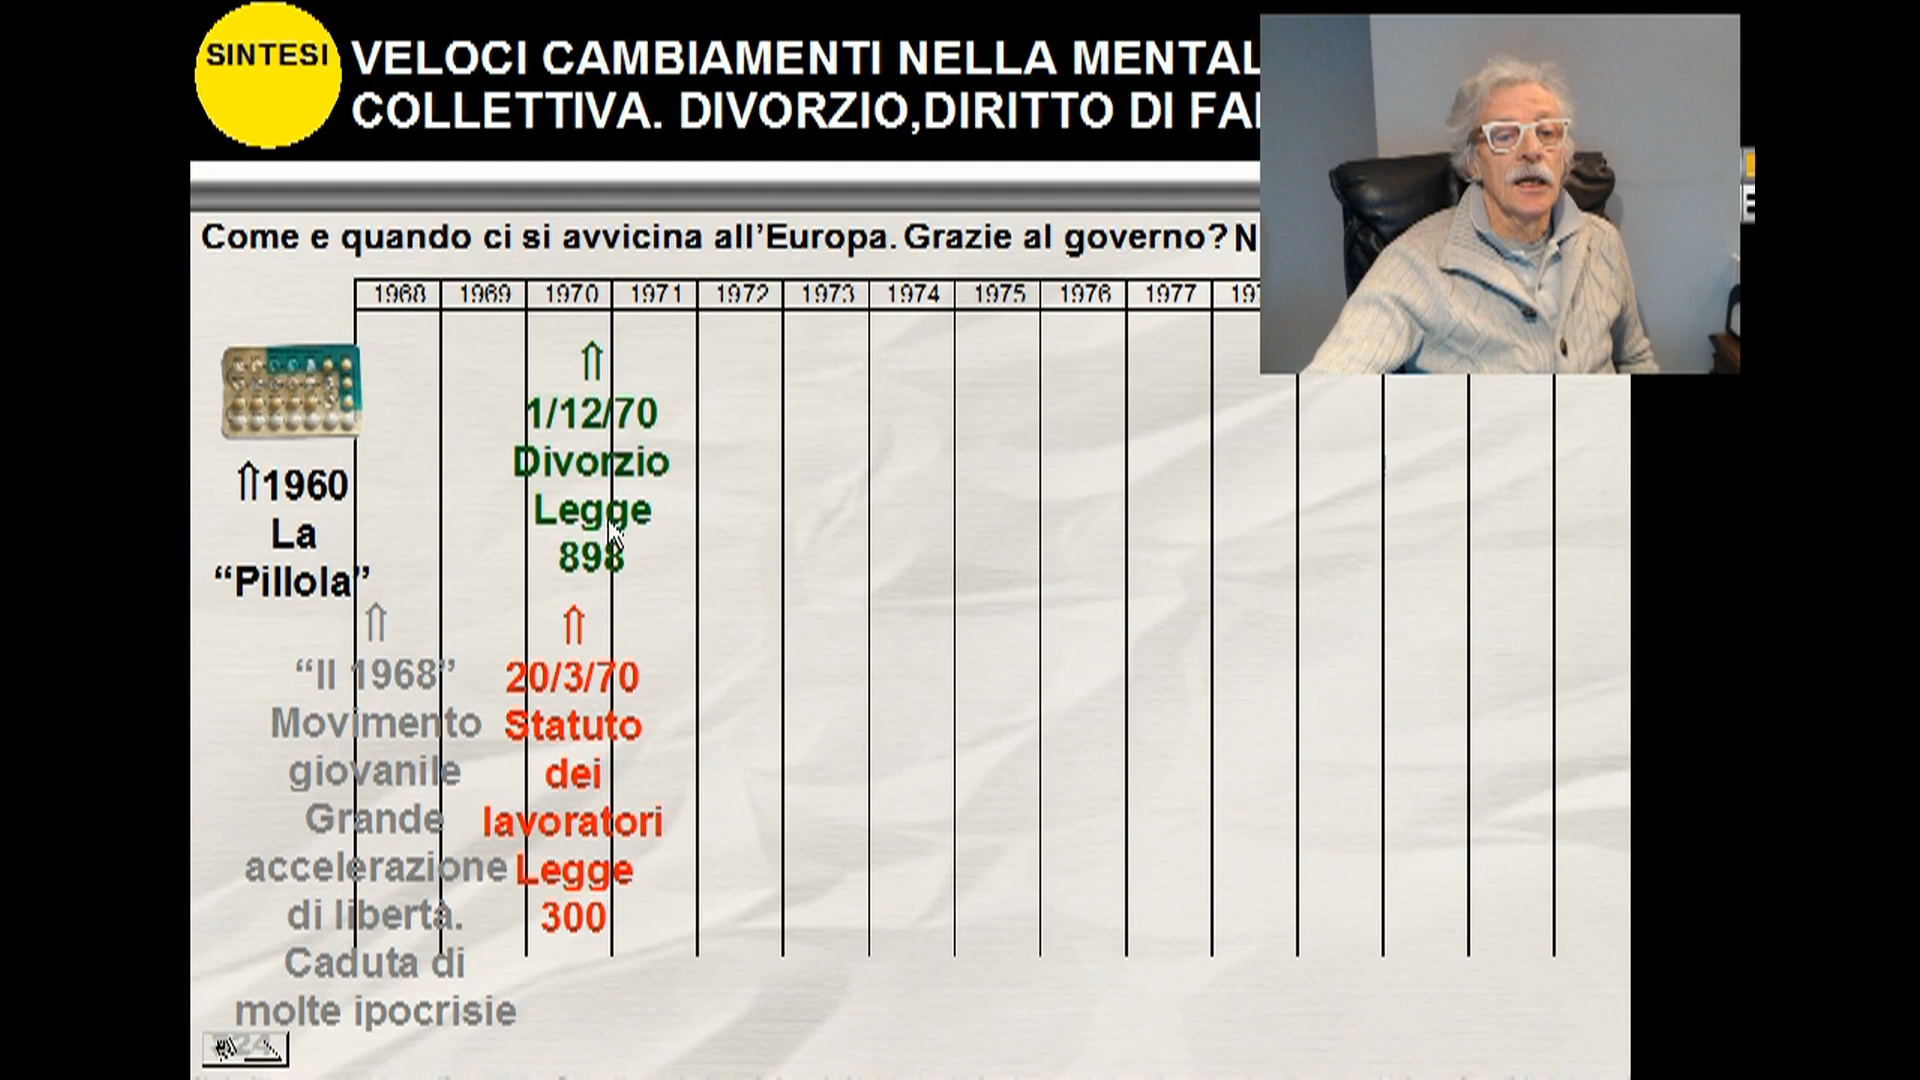 SINTESI
VELOCI CAMBIAMENTI NELLA MENTAL
COLLETTIVA. DIVORZIO,DIRITTO DI FA
Come e quando ci si avvicina all’Europa. Grazie al governo? N
1968 1969 1970 1971 1972 1973 1974 1975 1976 1977 197
⇑
1/12/70
Divorzio
Legge
898
⇑1960
La
“Pillola”
⇑
“Il 1968”
Movimento
giovanile
Grande
accelerazione
di libertà.
Caduta di
molte ipocrisie
⇑
20/3/70
Statuto
dei
lavoratori
Legge
300